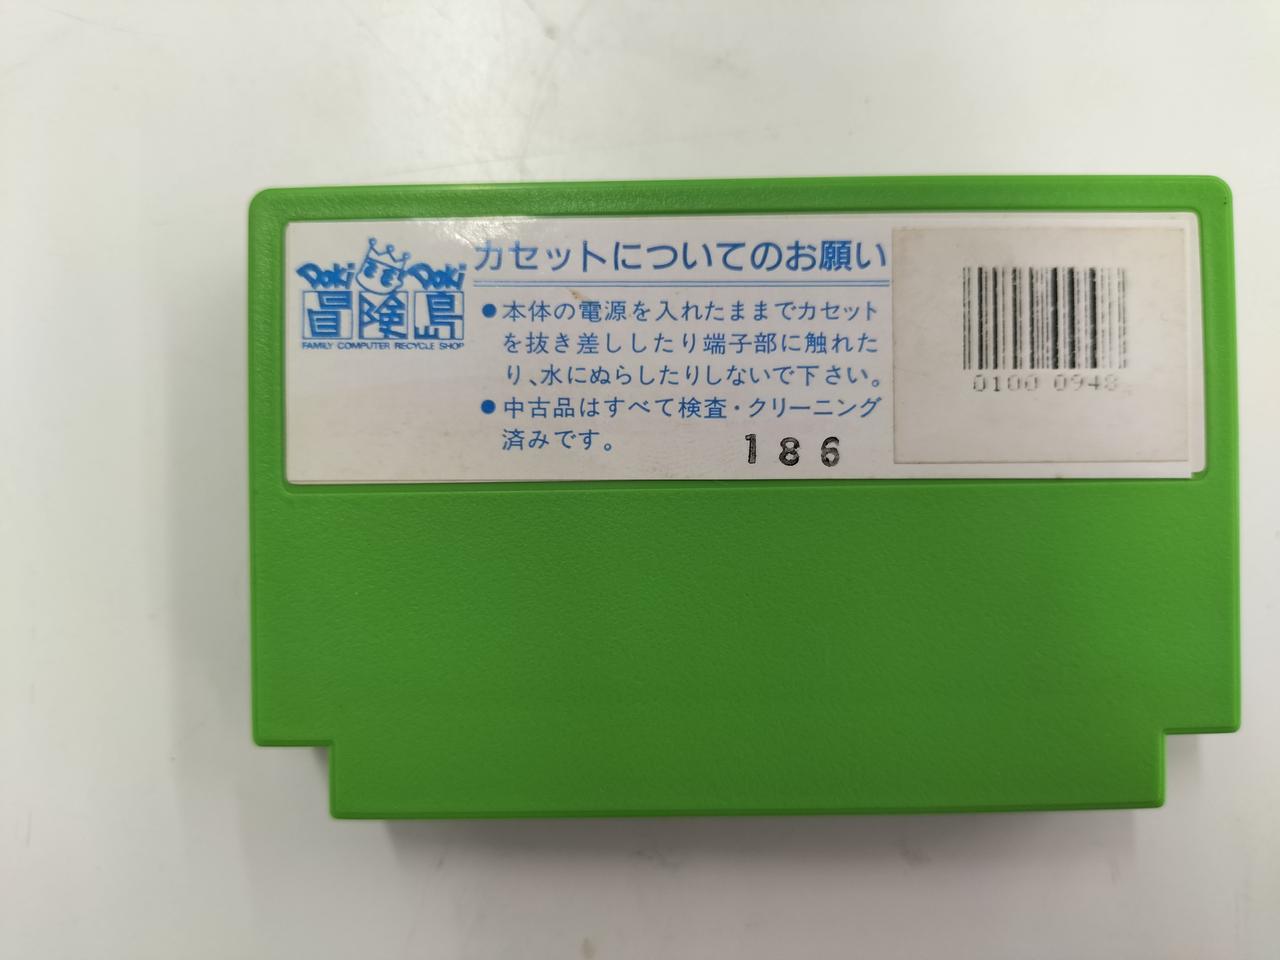 Doki Doki
冒険島
FAMILY COMPUTER RECYCLE SHOP
カセットについてのお願い
●本体の電源を入れたままでカセット
を抜き差ししたり端子部に触れた
り、水にぬらしたりしないで下さい。
●中古品はすべて検査・クリーニング
済みです。
186
0100 0948